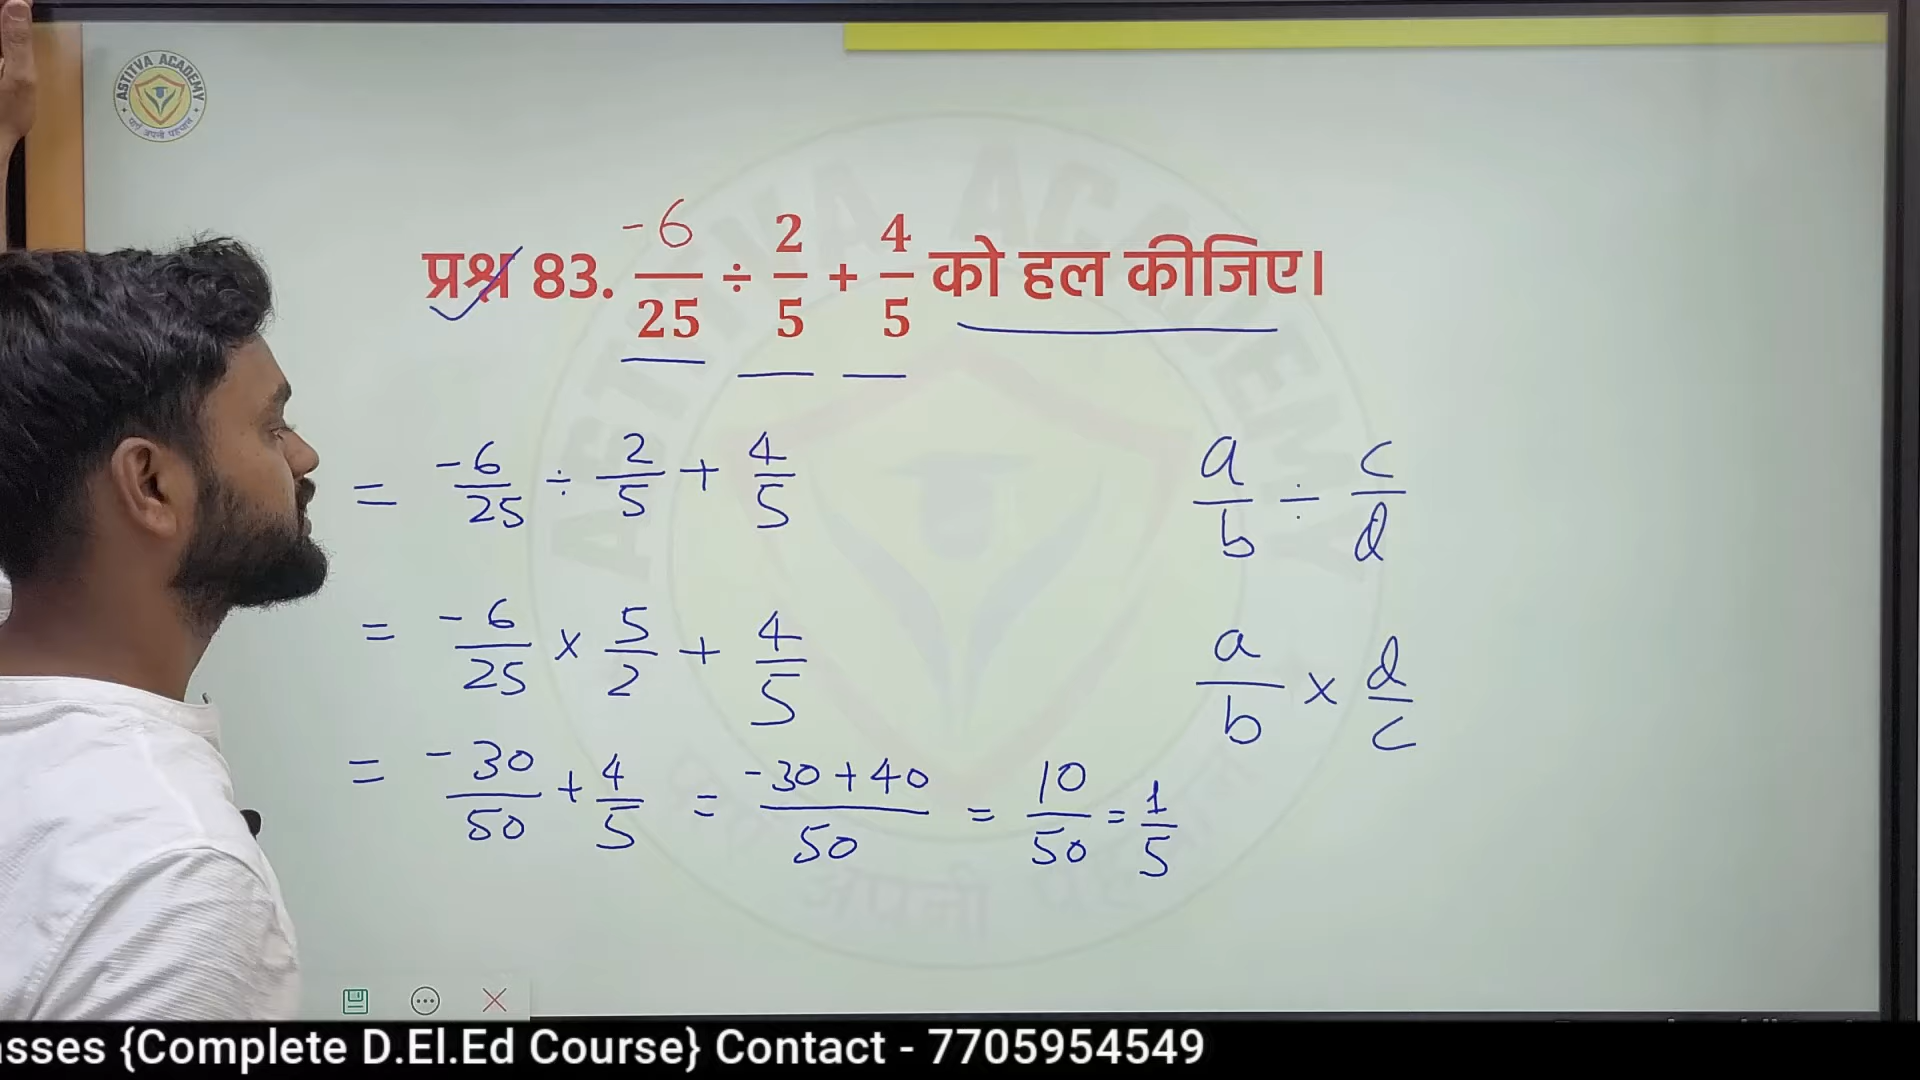 ASTITVA ACADEMY
प्रश्न 83. -6/25 ÷ 2/5 + 4/5 को हल कीजिए।
= -6/25 ÷ 2/5 + 4/5
a/b ÷ c/d
= -6/25 × 5/2 + 4/5
a/b × d/c
= -30/50 + 4/5 = -30+40/50 = 10/50 = 1/5
asses {Complete D.El.Ed Course} Contact - 7705954549